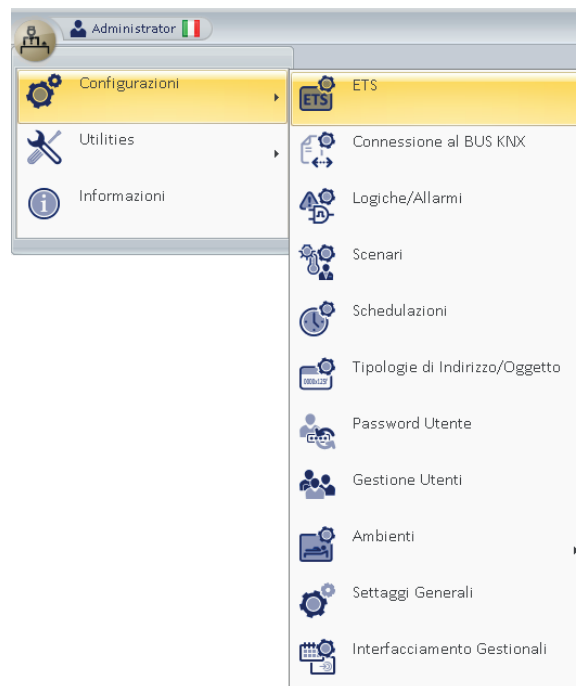 Administrator
Configurazioni
Utilities
Informazioni
ETS
ETS
Connessione al BUS KNX
Logiche/Allarmi
Scenari
Schedulazioni
Tipologie di Indirizzo/Oggetto
Password Utente
Gestione Utenti
Ambienti
Settaggi Generali
Interfacciamento Gestionali